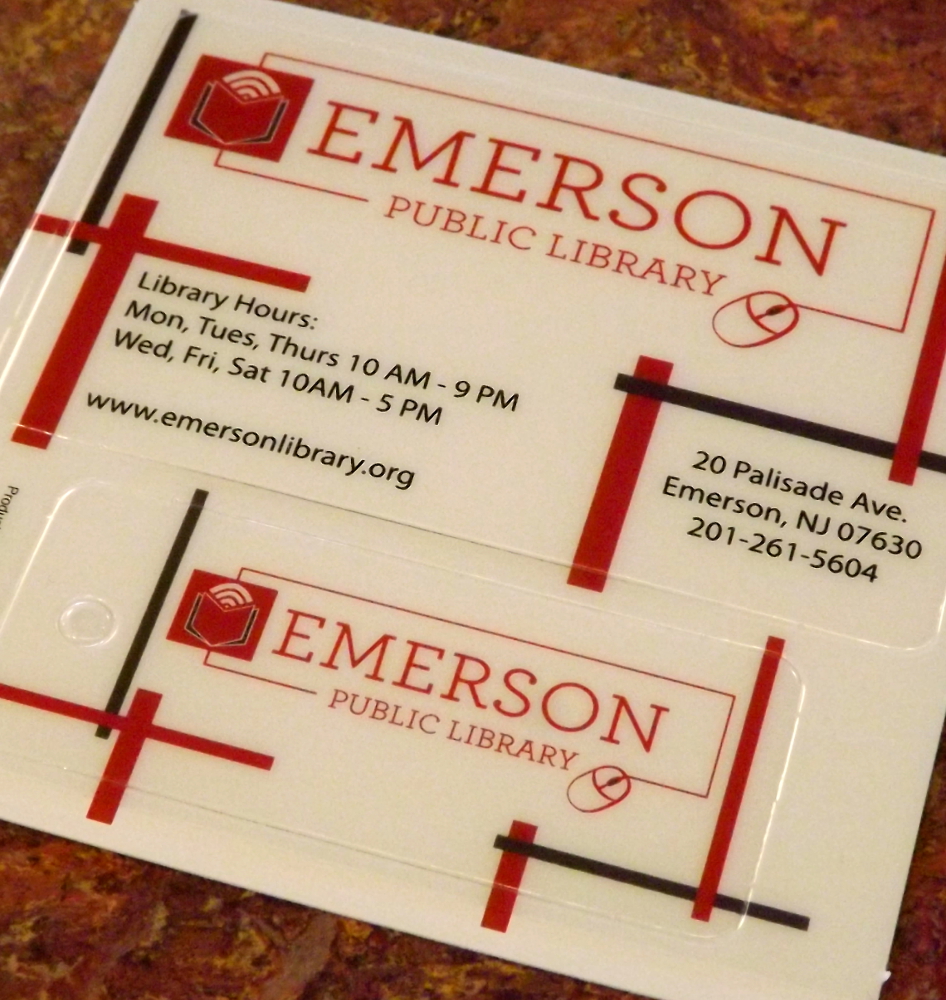 EMERSON
PUBLIC LIBRARY
Library Hours:
Mon, Tues, Thurs 10 AM - 9 PM
Wed, Fri, Sat 10AM - 5 PM
www.emersonlibrary.org
20 Palisade Ave.
Emerson, NJ 07630
201-261-5604
EMERSON
PUBLIC LIBRARY